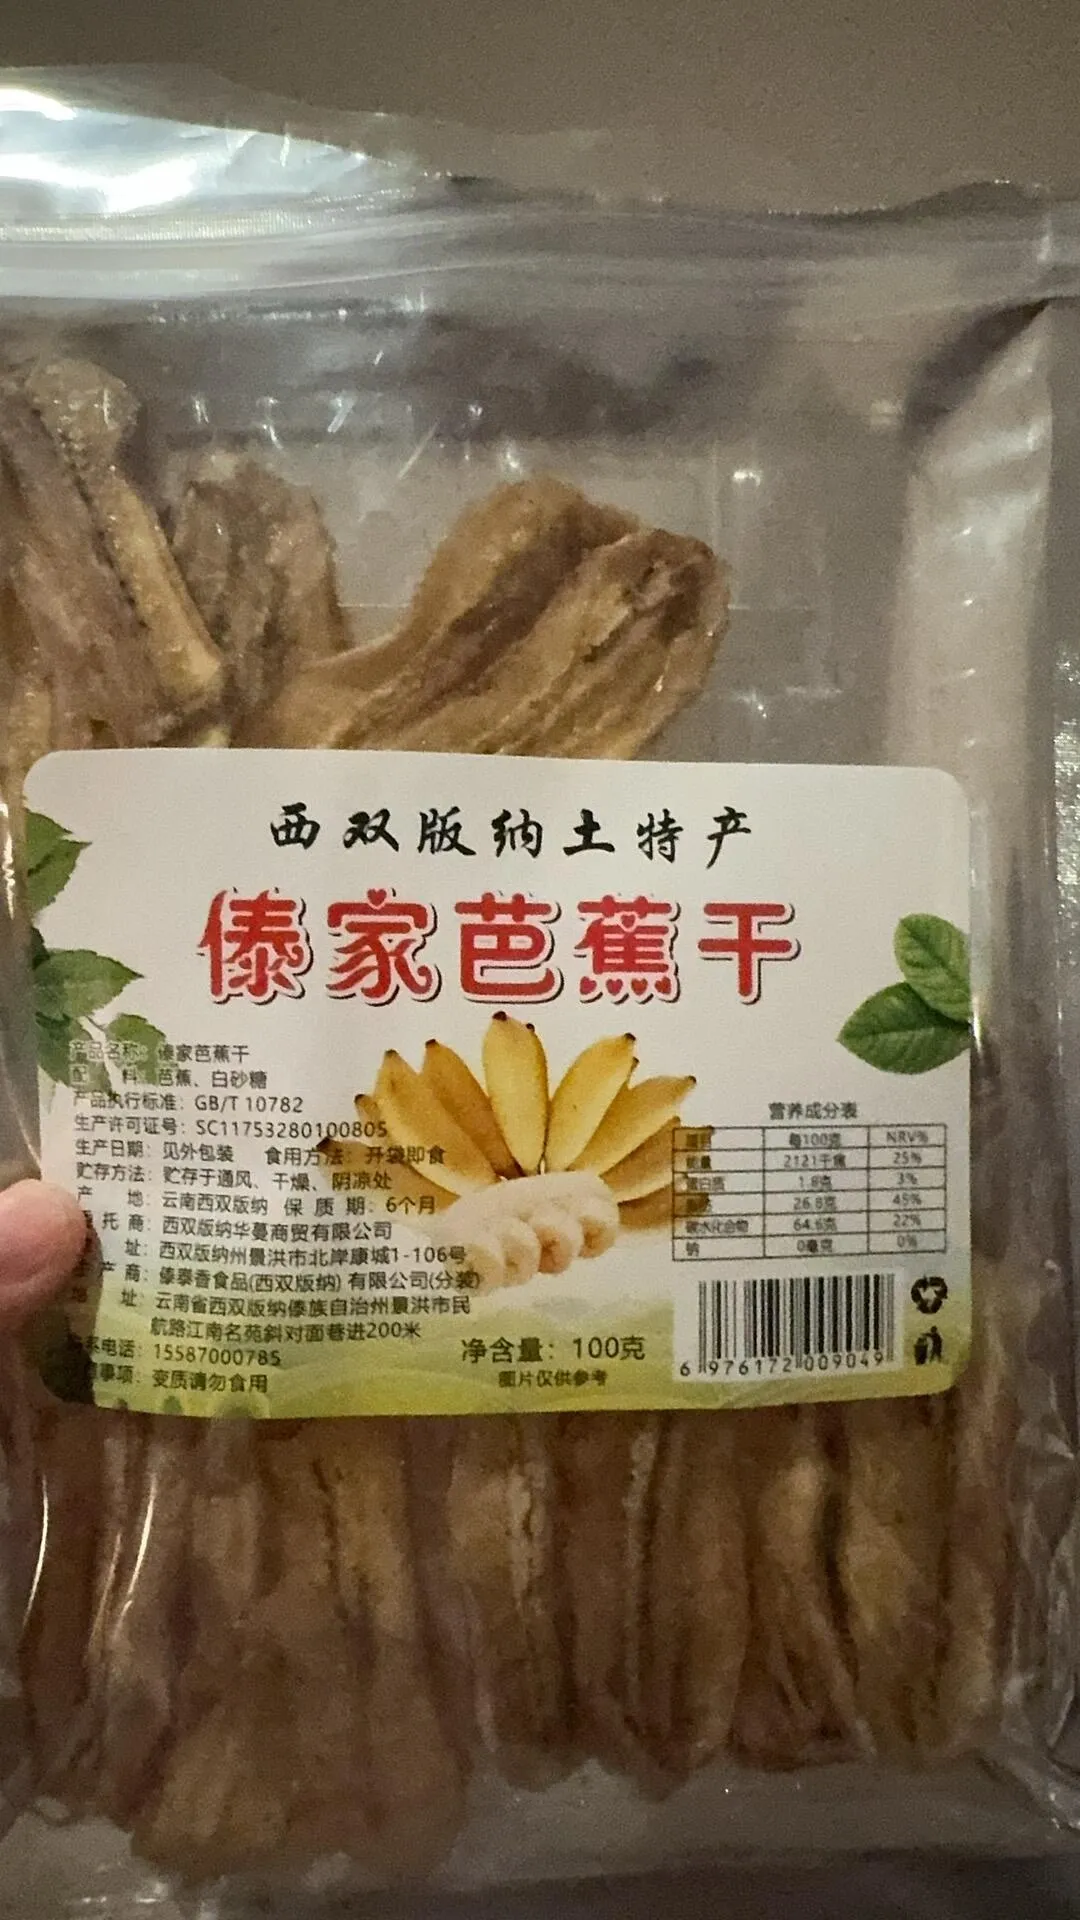 西双版纳土特产
傣家芭蕉干
产品名称：傣家芭蕉干
配 料：芭蕉、白砂糖
产品执行标准：GB/T 10782
生产许可证号：SC11753280100805
生产日期：见外包装 食用方法：开袋即食
贮存方法：贮存于通风、干燥、阴凉处
产 地：云南西双版纳 保 质 期：6个月
托 商：西双版纳华蔓商贸有限公司
址：西双版纳州景洪市北岸康城1-106号
产 商：傣泰香食品(西双版纳) 有限公司(分装)
址：云南省西双版纳傣族自治州景洪市民
航路江南名苑斜对面巷进200米
系电话：15587000785
事项：变质请勿食用
净含量：100克
图片仅供参考
营养成分表
项目 每100克 NRV%
能量 2121千焦 25%
蛋白质 1.8克 3%
脂肪 26.8克 45%
碳水化合物 64.6克 22%
钠 0毫克 0%
6 976172 009049